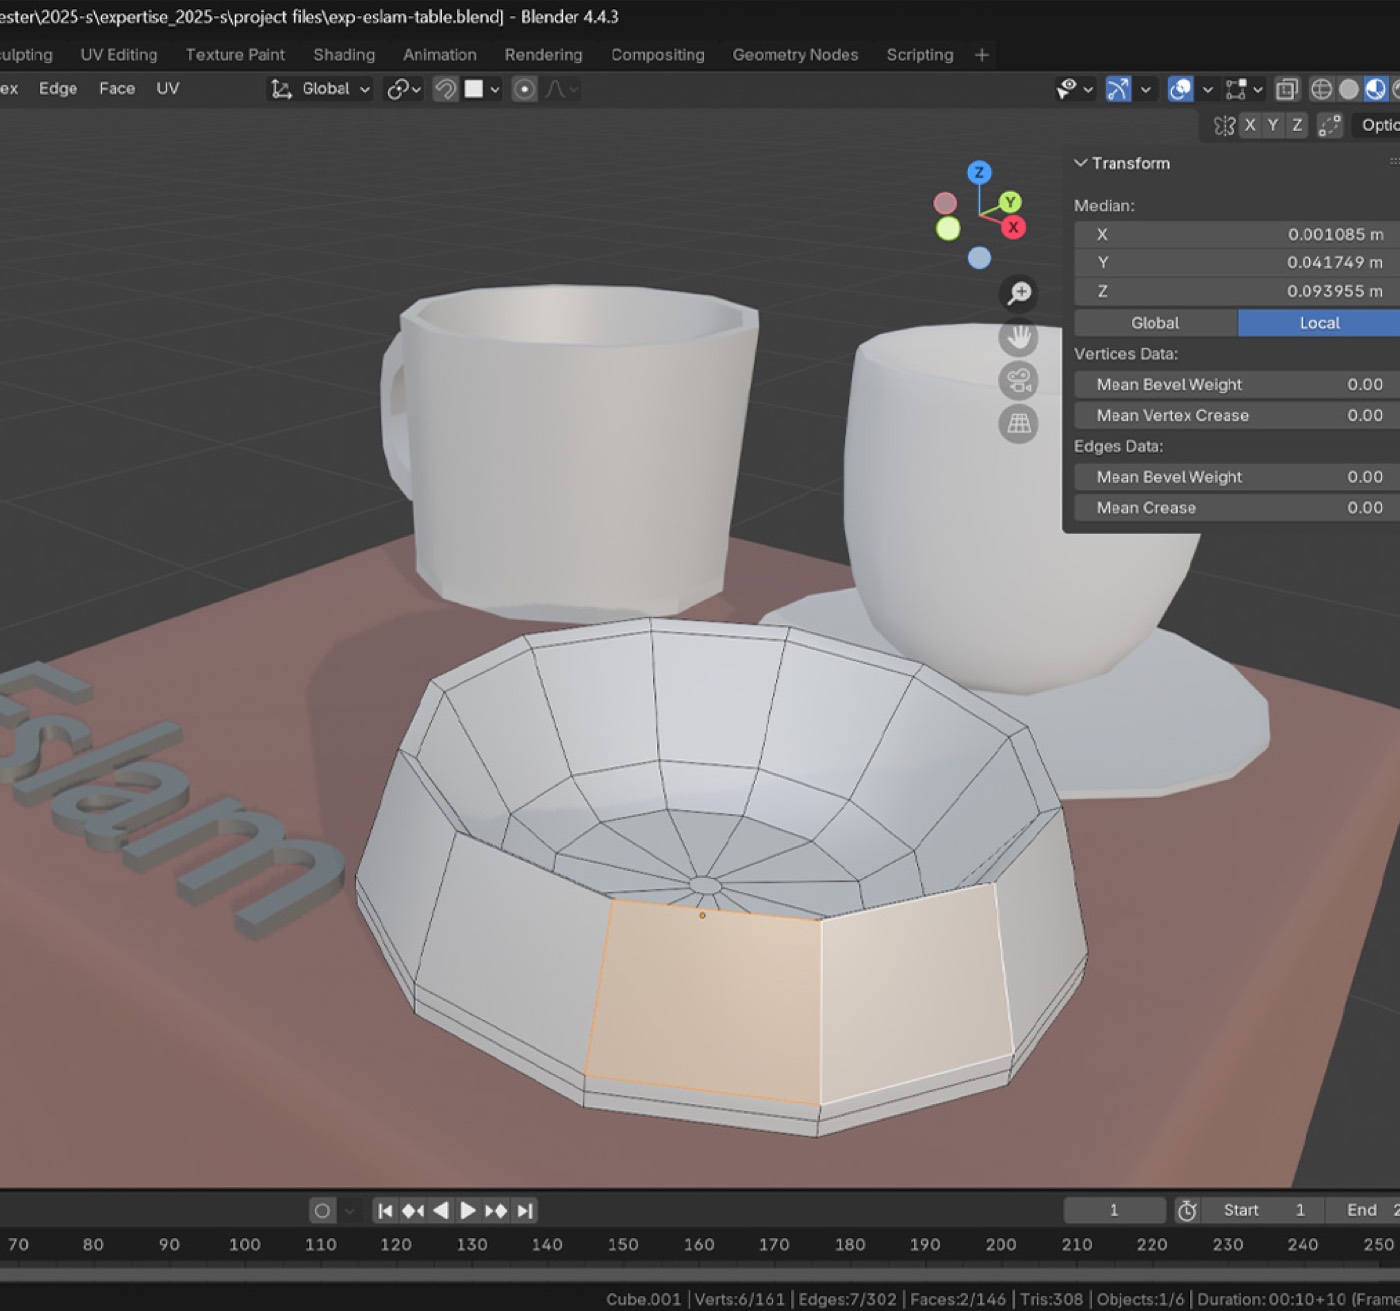 ester\2025-s\expertise_2025-s\project files\exp-eslam-table.blend] - Blender 4.4.3
culpting UV Editing Texture Paint Shading Animation Rendering Compositing Geometry Nodes Scripting +
ex Edge Face UV Global
X Y Z Optic
Transform
Z
Y
X
Median:
X 0.001085 m
Y 0.041749 m
Z 0.093955 m
Global Local
Vertices Data:
Mean Bevel Weight 0.00
Mean Vertex Crease 0.00
Edges Data:
Mean Bevel Weight 0.00
Mean Crease 0.00
Eslam
1 Start 1 End 2
70 80 90 100 110 120 130 140 150 160 170 180 190 200 210 220 230 240 250
Cube.001 | Verts:6/161 | Edges:7/302 | Faces:2/146 | Tris:308 | Objects:1/6 | Duration:00:10+10 (Fram